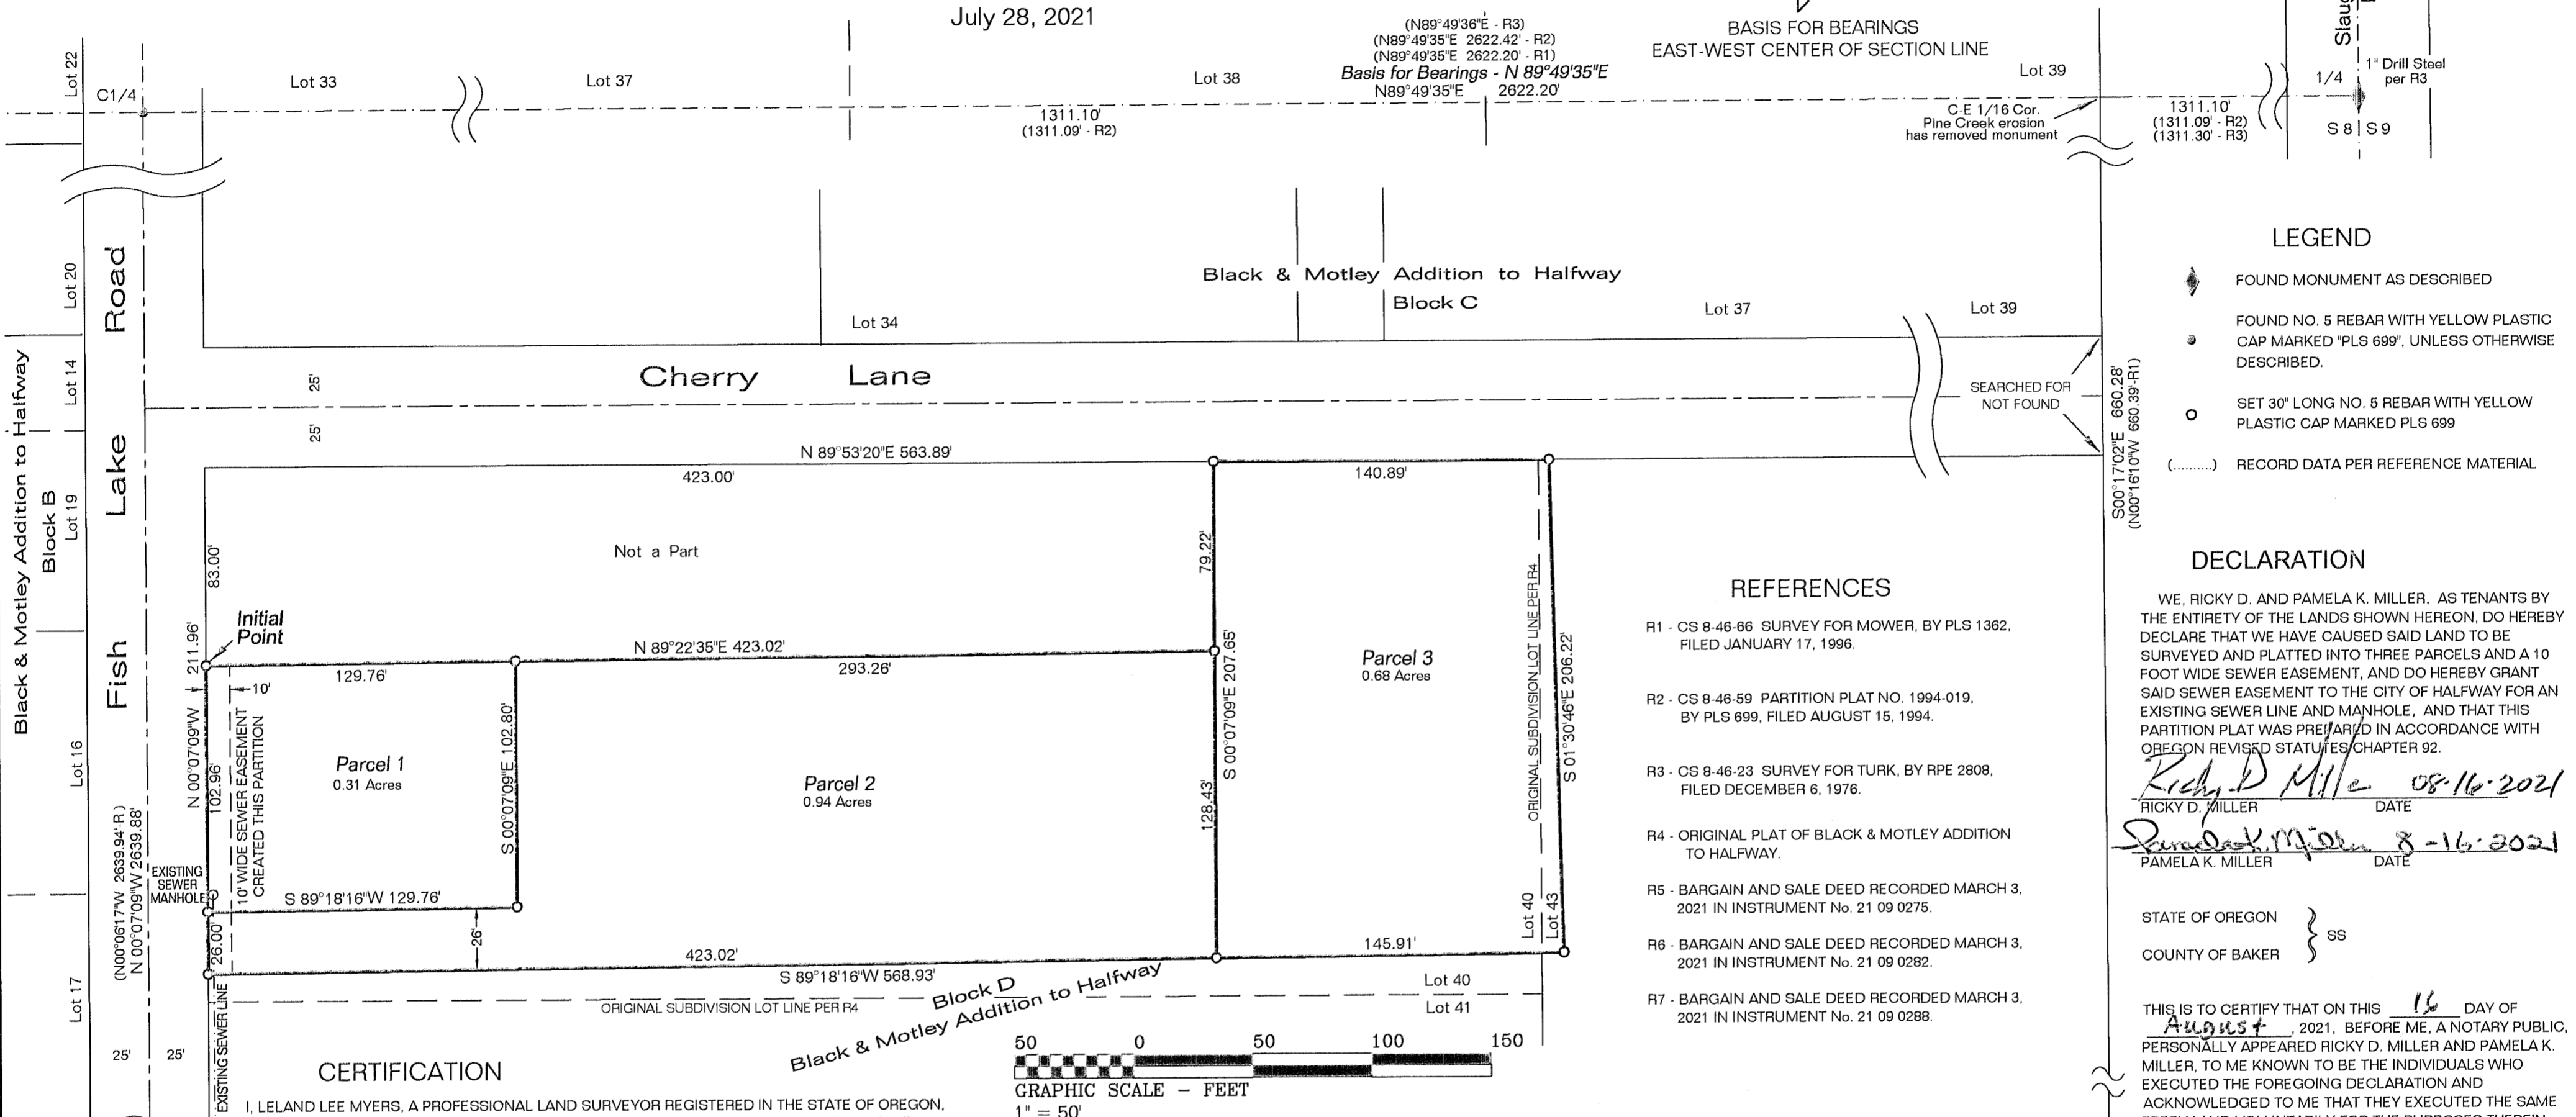 July 28, 2021
(N89°49'36"E - R3)
(N89°49'35"E 2622.42' - R2)
(N89°49'35"E 2622.20' - R1)
Basis for Bearings - N 89°49'35"E
N89°49'35"E 2622.20'
BASIS FOR BEARINGS
EAST-WEST CENTER OF SECTION LINE
Lot 22
C1/4
Lot 33
Lot 37
Lot 38
Lot 39
1311.10'
(1311.09' - R2)
C-E 1/16 Cor.
Pine Creek erosion
has removed monument
1311.10'
(1311.09' - R2)
(1311.30' - R3)
1/4
1" Drill Steel
per R3
S 8 S 9
Lot 20
Black & Motley Addition to Halfway
Block C
Lot 34
Lot 37
Lot 39
Fish Lake Road
Cherry Lane
25'
25'
SEARCHED FOR
NOT FOUND
S00°17'02"E 660.28'
(N00°16'10"W 660.39'-R1)
Black & Motley Addition to Halfway
Block B
Lot 14
Lot 19
Lot 16
Lot 17
N 89°53'20"E 563.89'
423.00'
140.89'
Not a Part
83.00'
79.22'
211.96'
Initial
Point
N 89°22'35"E 423.02'
129.76'
293.26'
10'
N 00°07'09"W
102.96'
10' WIDE SEWER EASEMENT
CREATED THIS PARTITION
Parcel 1
0.31 Acres
S 00°07'09"E 102.80'
Parcel 2
0.94 Acres
128.43'
S 00°07'09"E 207.65'
Parcel 3
0.68 Acres
ORIGINAL SUBDIVISION LOT LINE PER R4
S 01°30'46"E 206.22'
Lot 40
Lot 43
(N00°06'17"W 2639.94'-R1)
N 00°07'09"W 2639.88'
EXISTING
SEWER
MANHOLE
S 89°18'16"W 129.76'
26.00'
26'
423.02'
145.91'
S 89°18'16"W 568.93'
Lot 40
Lot 41
ORIGINAL SUBDIVISION LOT LINE PER R4
Block D
Black & Motley Addition to Halfway
EXISTING SEWER LINE
25'
25'
50 0 50 100 150
GRAPHIC SCALE – FEET
1" = 50'
CERTIFICATION
I, LELAND LEE MYERS, A PROFESSIONAL LAND SURVEYOR REGISTERED IN THE STATE OF OREGON,
REFERENCES
R1 - CS 8-46-66 SURVEY FOR MOWER, BY PLS 1362,
FILED JANUARY 17, 1996.
R2 - CS 8-46-59 PARTITION PLAT NO. 1994-019,
BY PLS 699, FILED AUGUST 15, 1994.
R3 - CS 8-46-23 SURVEY FOR TURK, BY RPE 2808,
FILED DECEMBER 6, 1976.
R4 - ORIGINAL PLAT OF BLACK & MOTLEY ADDITION
TO HALFWAY.
R5 - BARGAIN AND SALE DEED RECORDED MARCH 3,
2021 IN INSTRUMENT No. 21 09 0275.
R6 - BARGAIN AND SALE DEED RECORDED MARCH 3,
2021 IN INSTRUMENT No. 21 09 0282.
R7 - BARGAIN AND SALE DEED RECORDED MARCH 3,
2021 IN INSTRUMENT No. 21 09 0288.
LEGEND
FOUND MONUMENT AS DESCRIBED
FOUND NO. 5 REBAR WITH YELLOW PLASTIC
CAP MARKED "PLS 699", UNLESS OTHERWISE
DESCRIBED.
SET 30" LONG NO. 5 REBAR WITH YELLOW
PLASTIC CAP MARKED PLS 699
(.........) RECORD DATA PER REFERENCE MATERIAL
DECLARATION
WE, RICKY D. AND PAMELA K. MILLER, AS TENANTS BY
THE ENTIRETY OF THE LANDS SHOWN HEREON, DO HEREBY
DECLARE THAT WE HAVE CAUSED SAID LAND TO BE
SURVEYED AND PLATTED INTO THREE PARCELS AND A 10
FOOT WIDE SEWER EASEMENT, AND DO HEREBY GRANT
SAID SEWER EASEMENT TO THE CITY OF HALFWAY FOR AN
EXISTING SEWER LINE AND MANHOLE, AND THAT THIS
PARTITION PLAT WAS PREPARED IN ACCORDANCE WITH
OREGON REVISED STATUTES CHAPTER 92.
Ricky D Miller 08-16-2021
RICKY D. MILLER DATE
Pamela K. Miller 8-16-2021
PAMELA K. MILLER DATE
STATE OF OREGON
SS
COUNTY OF BAKER
THIS IS TO CERTIFY THAT ON THIS 16 DAY OF
August, 2021, BEFORE ME, A NOTARY PUBLIC,
PERSONALLY APPEARED RICKY D. MILLER AND PAMELA K.
MILLER, TO ME KNOWN TO BE THE INDIVIDUALS WHO
EXECUTED THE FOREGOING DECLARATION AND
ACKNOWLEDGED TO ME THAT THEY EXECUTED THE SAME